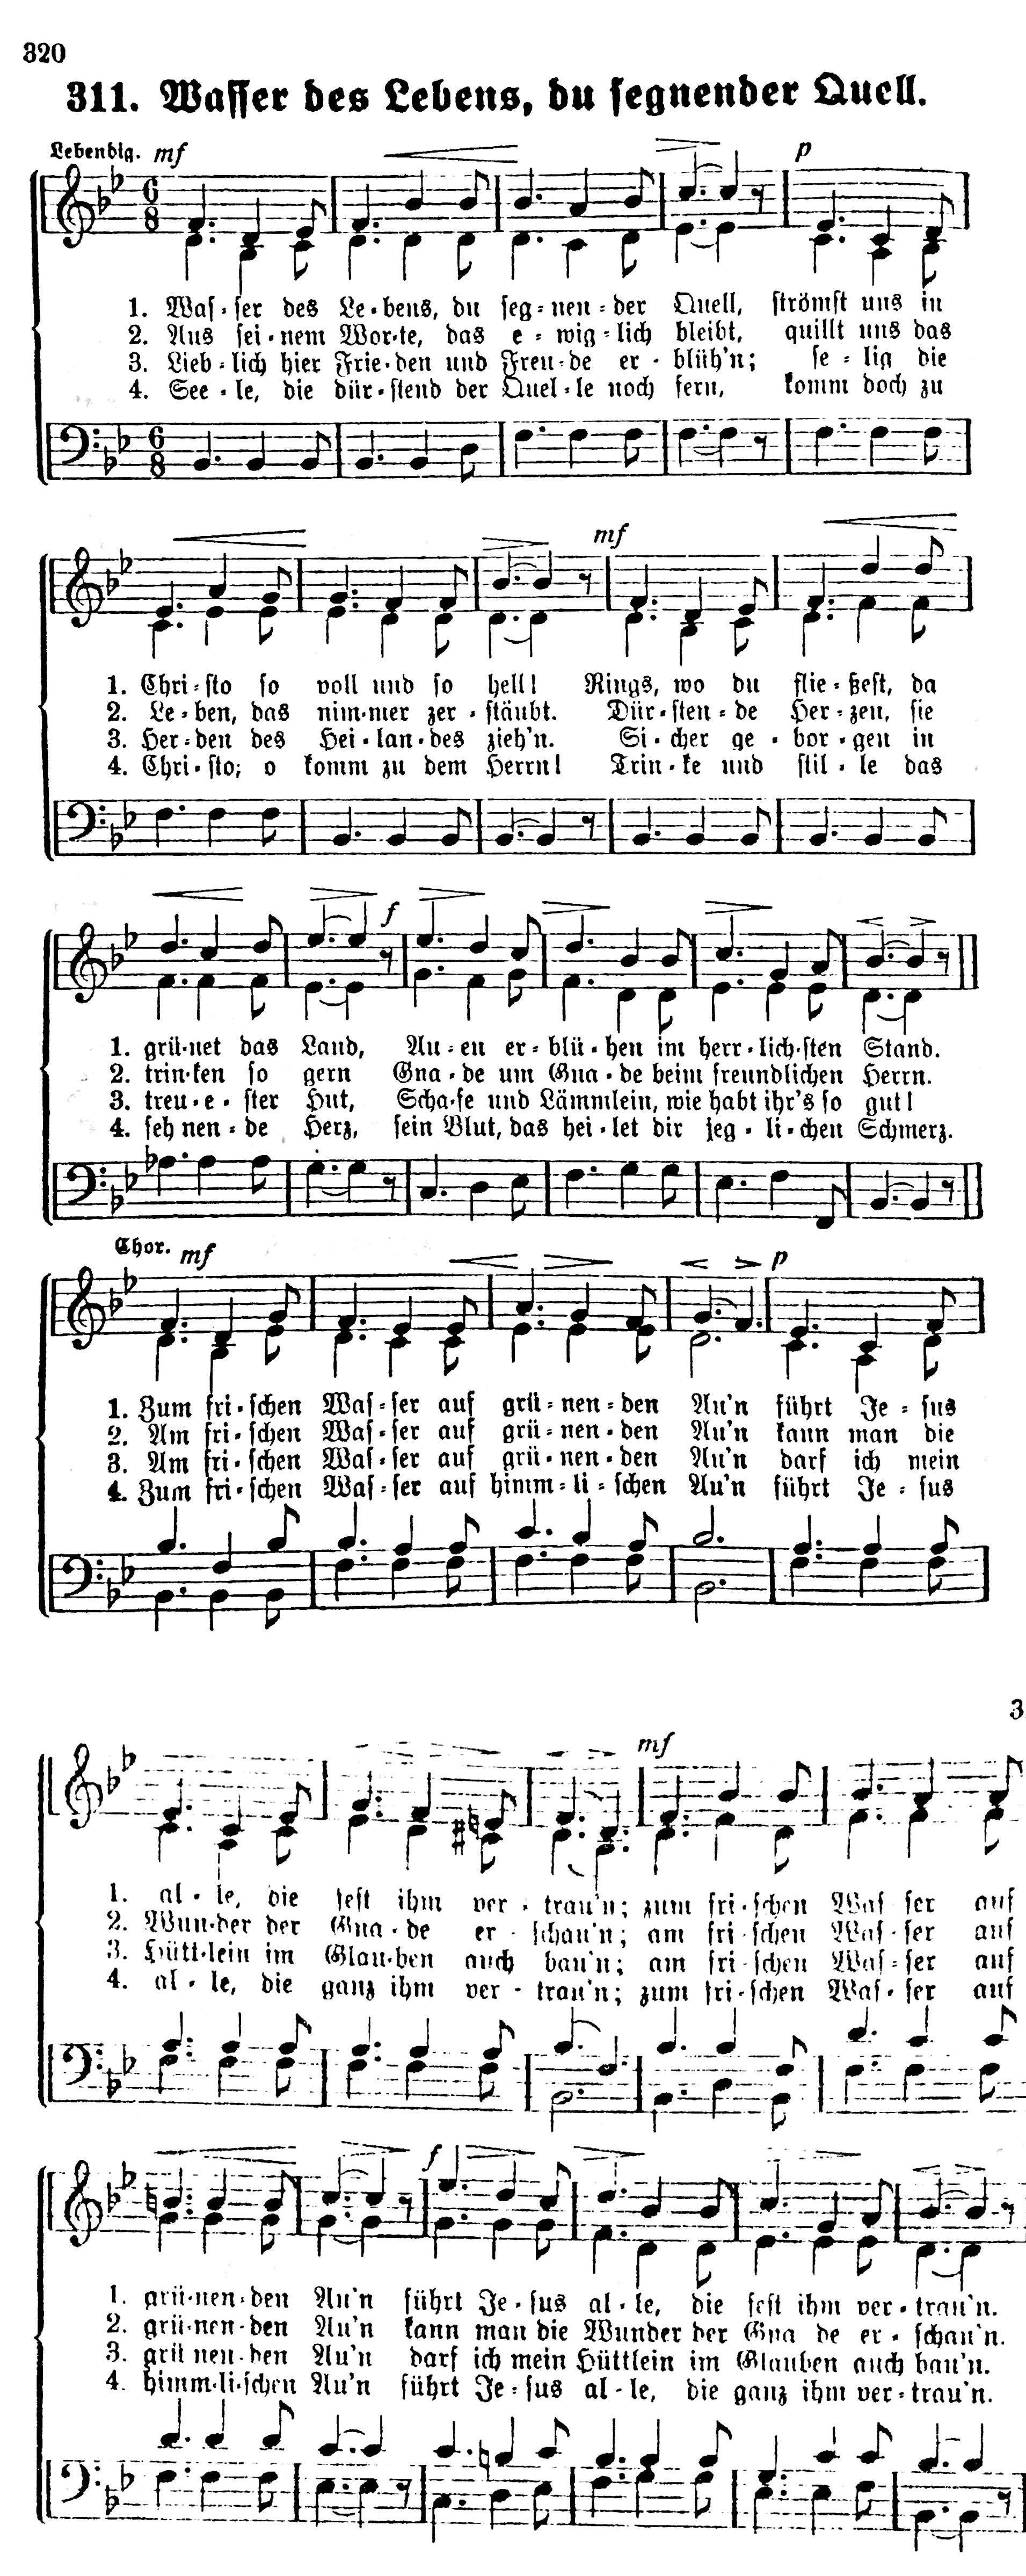 320
311. Wasser des Lebens, du segnender Quell.
Lebendig. mf
p
1. Was-ser des Le-bens, du seg-nen-der Quell, strömst uns in
2. Aus sei-nem Wor-te, das e-wig-lich bleibt, quillt uns das
3. Lieb-lich hier Frie-den und Freu-de er-blüh'n; se-lig die
4. See-le, die dür-stend der Quel-le noch fern, komm doch zu
mf
1. Chri-sto so voll und so hell! Rings, wo du flie-ßest, da
2. Le-ben, das nim-mer zer-stäubt. Dür-sten-de Her-zen, sie
3. Her-den des Hei-lan-des zieh'n. Si-cher ge-bor-gen in
4. Chri-sto; o komm zu dem Herrn! Trin-ke und stil-le das
f
1. grü-net das Land, Au-en er-blü-hen im herr-lich-sten Stand.
2. trin-ken so gern Gna-de um Gna-de beim freundlichen Herrn.
3. treu-e-ster Hut, Scha-fe und Lämmlein, wie habt ihr's so gut!
4. seh nen-de Herz, sein Blut, das hei-let dir jeg-li-chen Schmerz.
Chor. mf
p
1. Zum fri-schen Was-ser auf grü-nen-den Au'n führt Je-sus
2. Am fri-schen Was-ser auf grü-nen-den Au'n kann man die
3. Am fri-schen Was-ser auf grü-nen-den Au'n darf ich mein
4. Zum fri-schen Was-ser auf himm-li-schen Au'n führt Je-sus
3
mf
1. al-le, die fest ihm ver-trau'n; zum fri-schen Was ser auf
2. Wun-der der Gna-de er-schau'n; am fri-schen Was-ser auf
3. Hütt-lein im Glau-ben auch bau'n; am fri-schen Was-ser auf
4. al-le, die ganz ihm ver-trau'n; zum fri-schen Was-ser auf
f
1. grü-nen-den Au'n führt Je-sus al-le, die fest ihm ver-trau'n.
2. grü-nen-den Au'n kann man die Wunder der Gna de er-schau'n.
3. grü nen-den Au'n darf ich mein Hüttlein im Glauben auch bau'n.
4. himm-li-schen Au'n führt Je-sus al-le, die ganz ihm ver-trau'n.